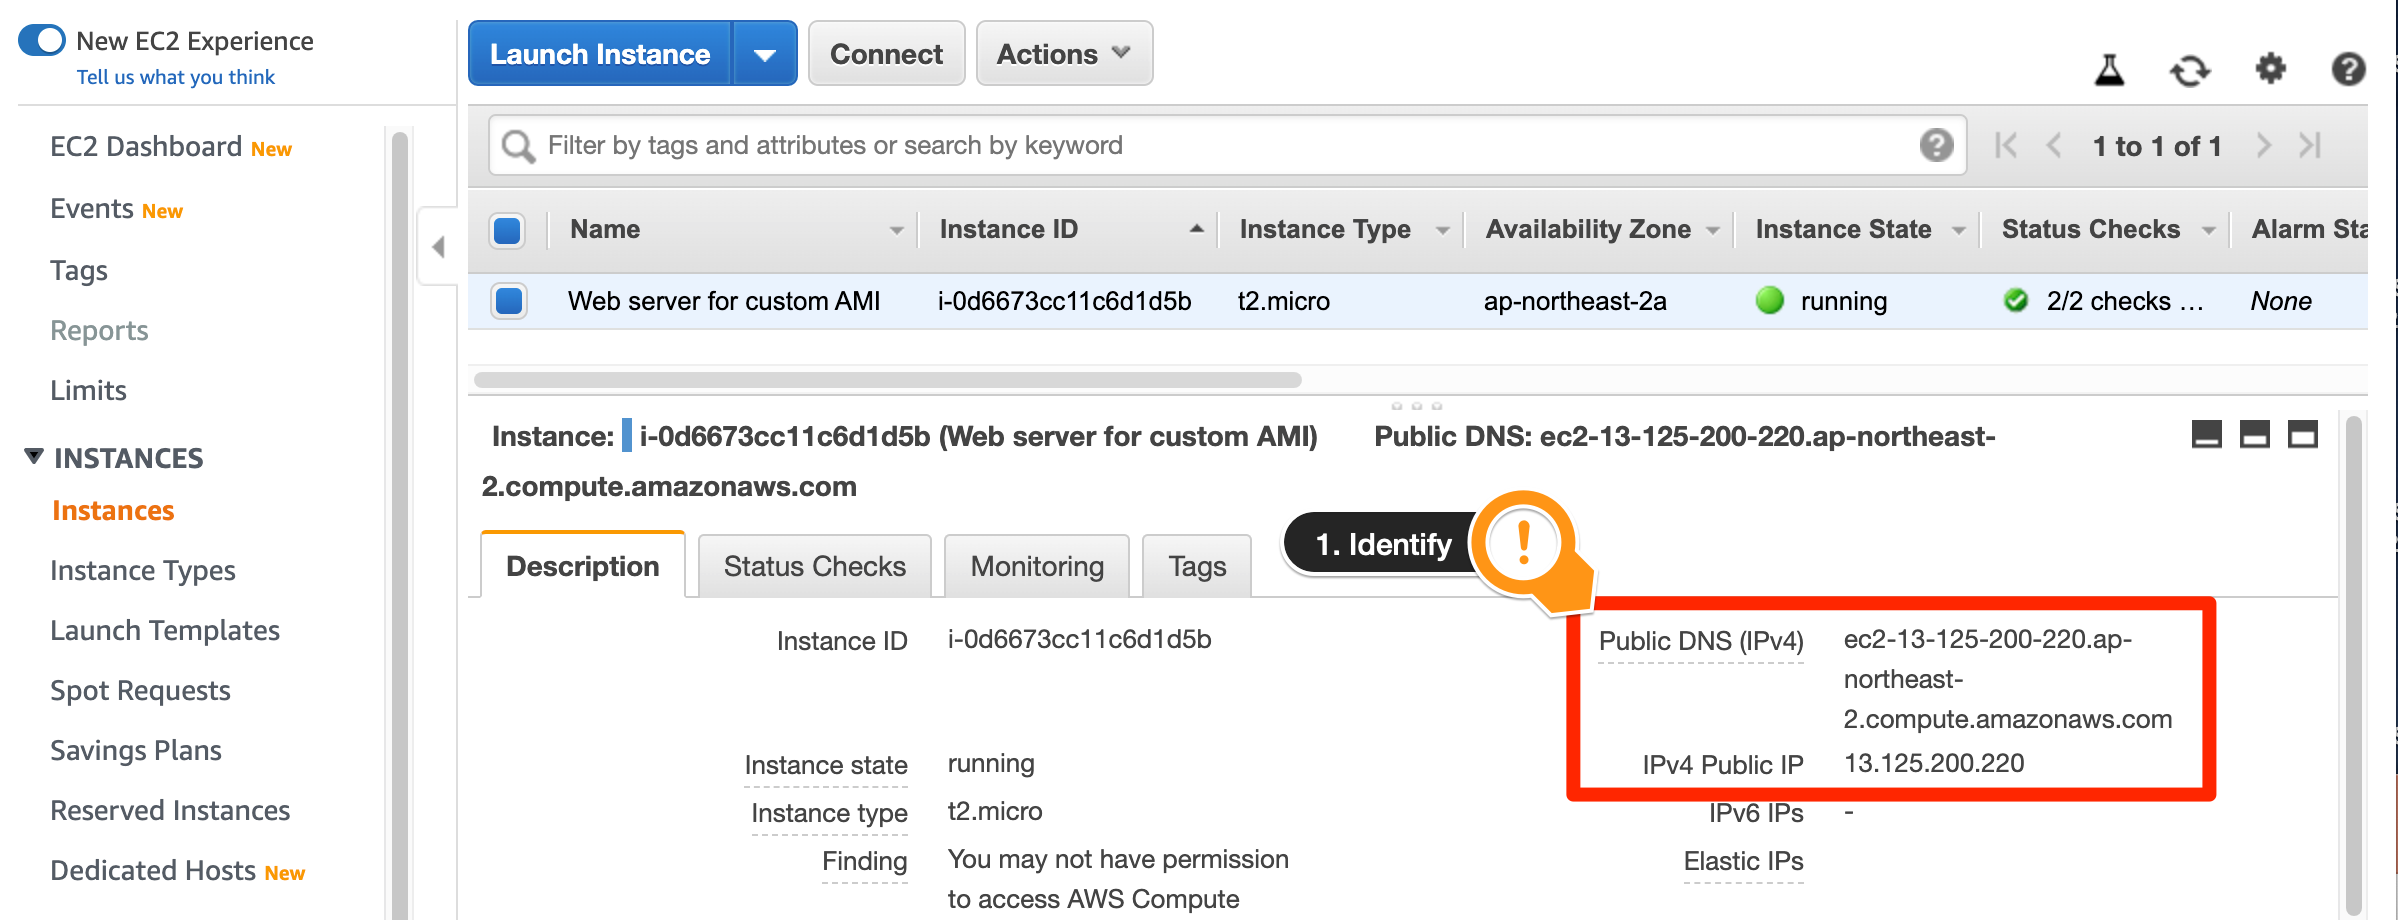 New EC2 Experience
Tell us what you think
EC2 Dashboard New
Events New
Tags
Reports
Limits
INSTANCES
Instances
Instance Types
Launch Templates
Spot Requests
Savings Plans
Reserved Instances
Dedicated Hosts New
Launch Instance
Connect
Actions
Filter by tags and attributes or search by keyword
1 to 1 of 1
Name Instance ID Instance Type Availability Zone Instance State Status Checks Alarm Sta
Web server for custom AMI i-0d6673cc11c6d1d5b t2.micro ap-northeast-2a running 2/2 checks … None
Instance: i-0d6673cc11c6d1d5b (Web server for custom AMI) Public DNS: ec2-13-125-200-220.ap-northeast-
2.compute.amazonaws.com
Description Status Checks Monitoring Tags
1. Identify
Instance ID i-0d6673cc11c6d1d5b
Instance state running
Instance type t2.micro
Finding You may not have permission
to access AWS Compute
Public DNS (IPv4) ec2-13-125-200-220.ap-
northeast-
2.compute.amazonaws.com
IPv4 Public IP 13.125.200.220
IPv6 IPs -
Elastic IPs